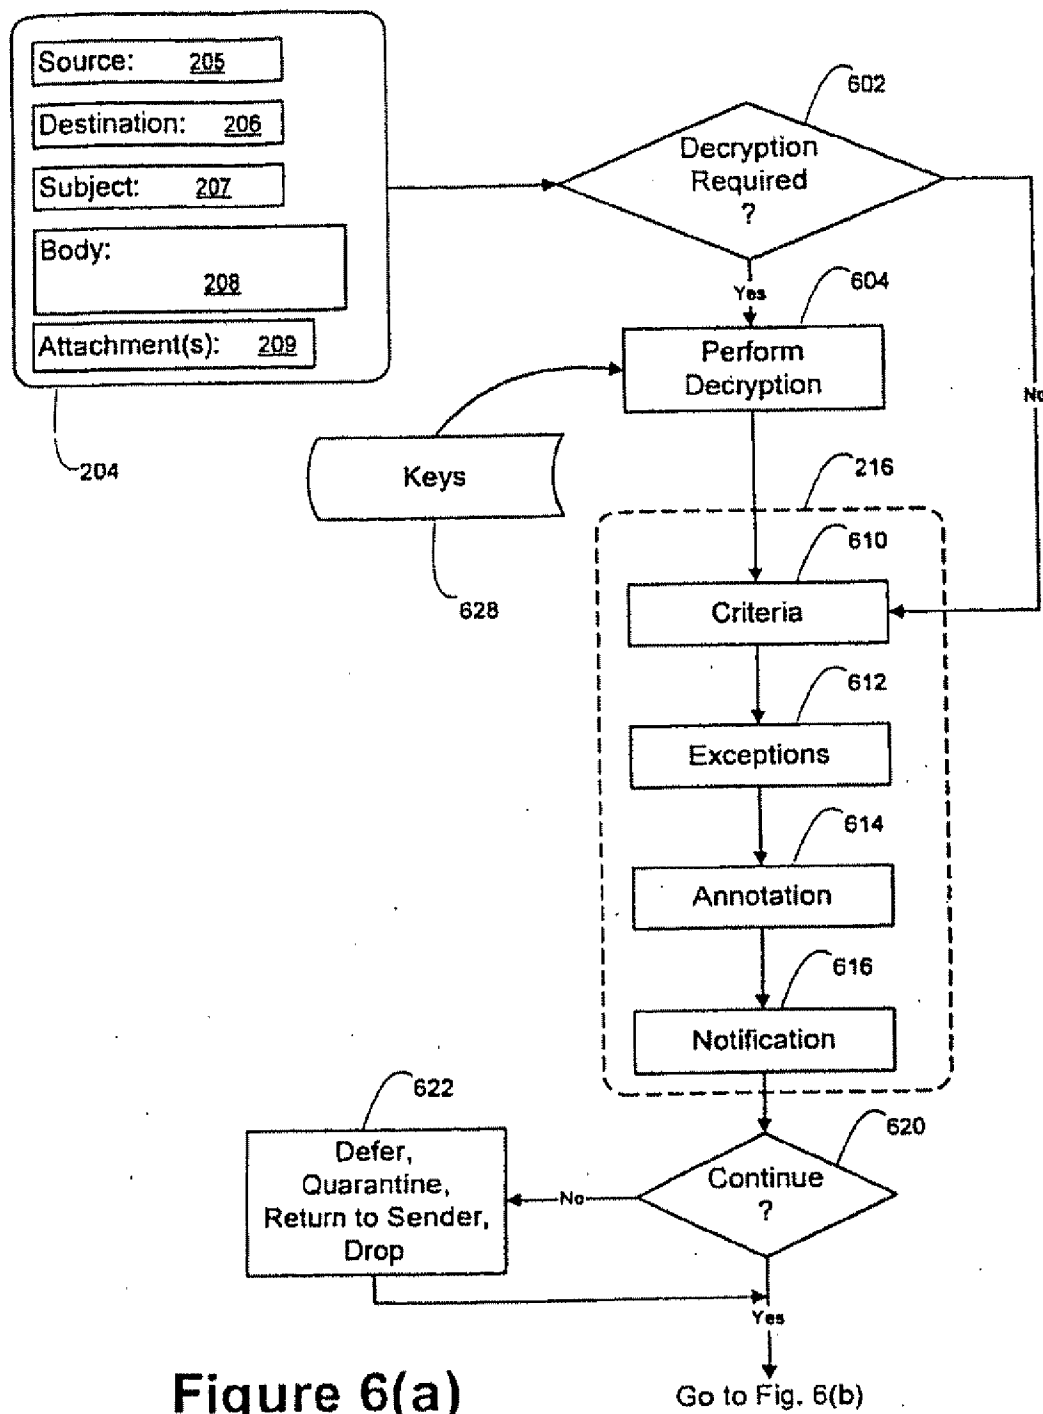 Source: 205
Destination: 206
Subject: 207
Body:
208
Attachment(s): 209
204
602
Decryption
Required
?
Yes
604
Perform
Decryption
No
Keys
628
216
610
Criteria
612
Exceptions
614
Annotation
616
Notification
622
Defer,
Quarantine,
Return to Sender,
Drop
No
620
Continue
?
Yes
Figure 6(a)
Go to Fig. 6(b)